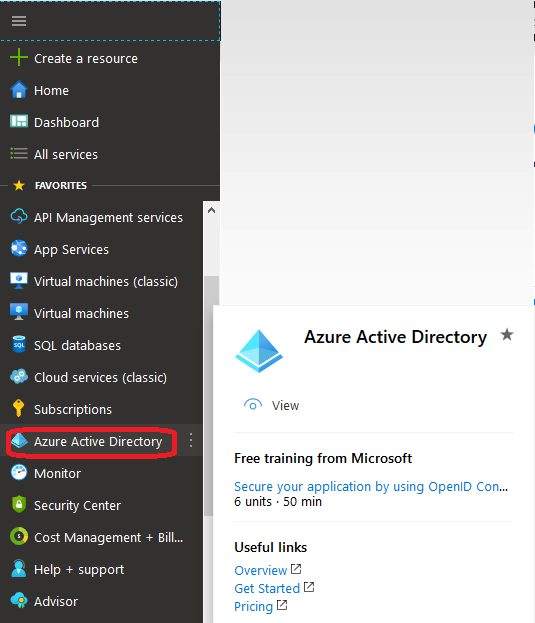 Create a resource
Home
Dashboard
All services
FAVORITES
API Management services
App Services
Virtual machines (classic)
Virtual machines
SQL databases
Cloud services (classic)
Subscriptions
Azure Active Directory
Monitor
Security Center
Cost Management + Bill...
Help + support
Advisor
Azure Active Directory
View
Free training from Microsoft
Secure your application by using OpenID Con...
6 units · 50 min
Useful links
Overview
Get Started
Pricing